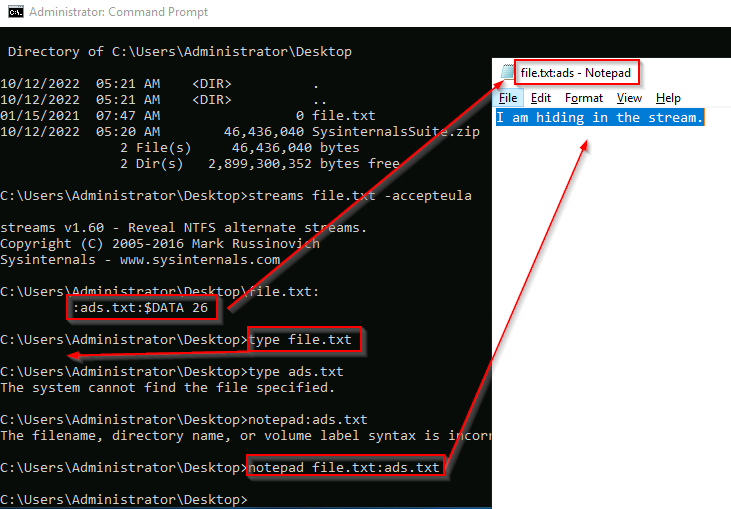 Administrator: Command Prompt
Directory of C:\Users\Administrator\Desktop
10/12/2022  05:21 AM    <DIR>          .
10/12/2022  05:21 AM    <DIR>          ..
01/15/2021  07:47 AM                 0 file.txt
10/12/2022  05:20 AM        46,436,040 SysinternalsSuite.zip
2 File(s)     46,436,040 bytes
2 Dir(s)   2,899,300,352 bytes free
C:\Users\Administrator\Desktop>streams file.txt -accepteula
streams v1.60 - Reveal NTFS alternate streams.
Copyright (C) 2005-2016 Mark Russinovich
Sysinternals - www.sysinternals.com
C:\Users\Administrator\Desktop\file.txt:
:ads.txt:$DATA 26
C:\Users\Administrator\Desktop>type file.txt
C:\Users\Administrator\Desktop>type ads.txt
The system cannot find the file specified.
C:\Users\Administrator\Desktop>notepad:ads.txt
The filename, directory name, or volume label syntax is incorr
C:\Users\Administrator\Desktop>notepad file.txt:ads.txt
C:\Users\Administrator\Desktop>
file.txt:ads - Notepad
File Edit Format View Help
I am hiding in the stream.